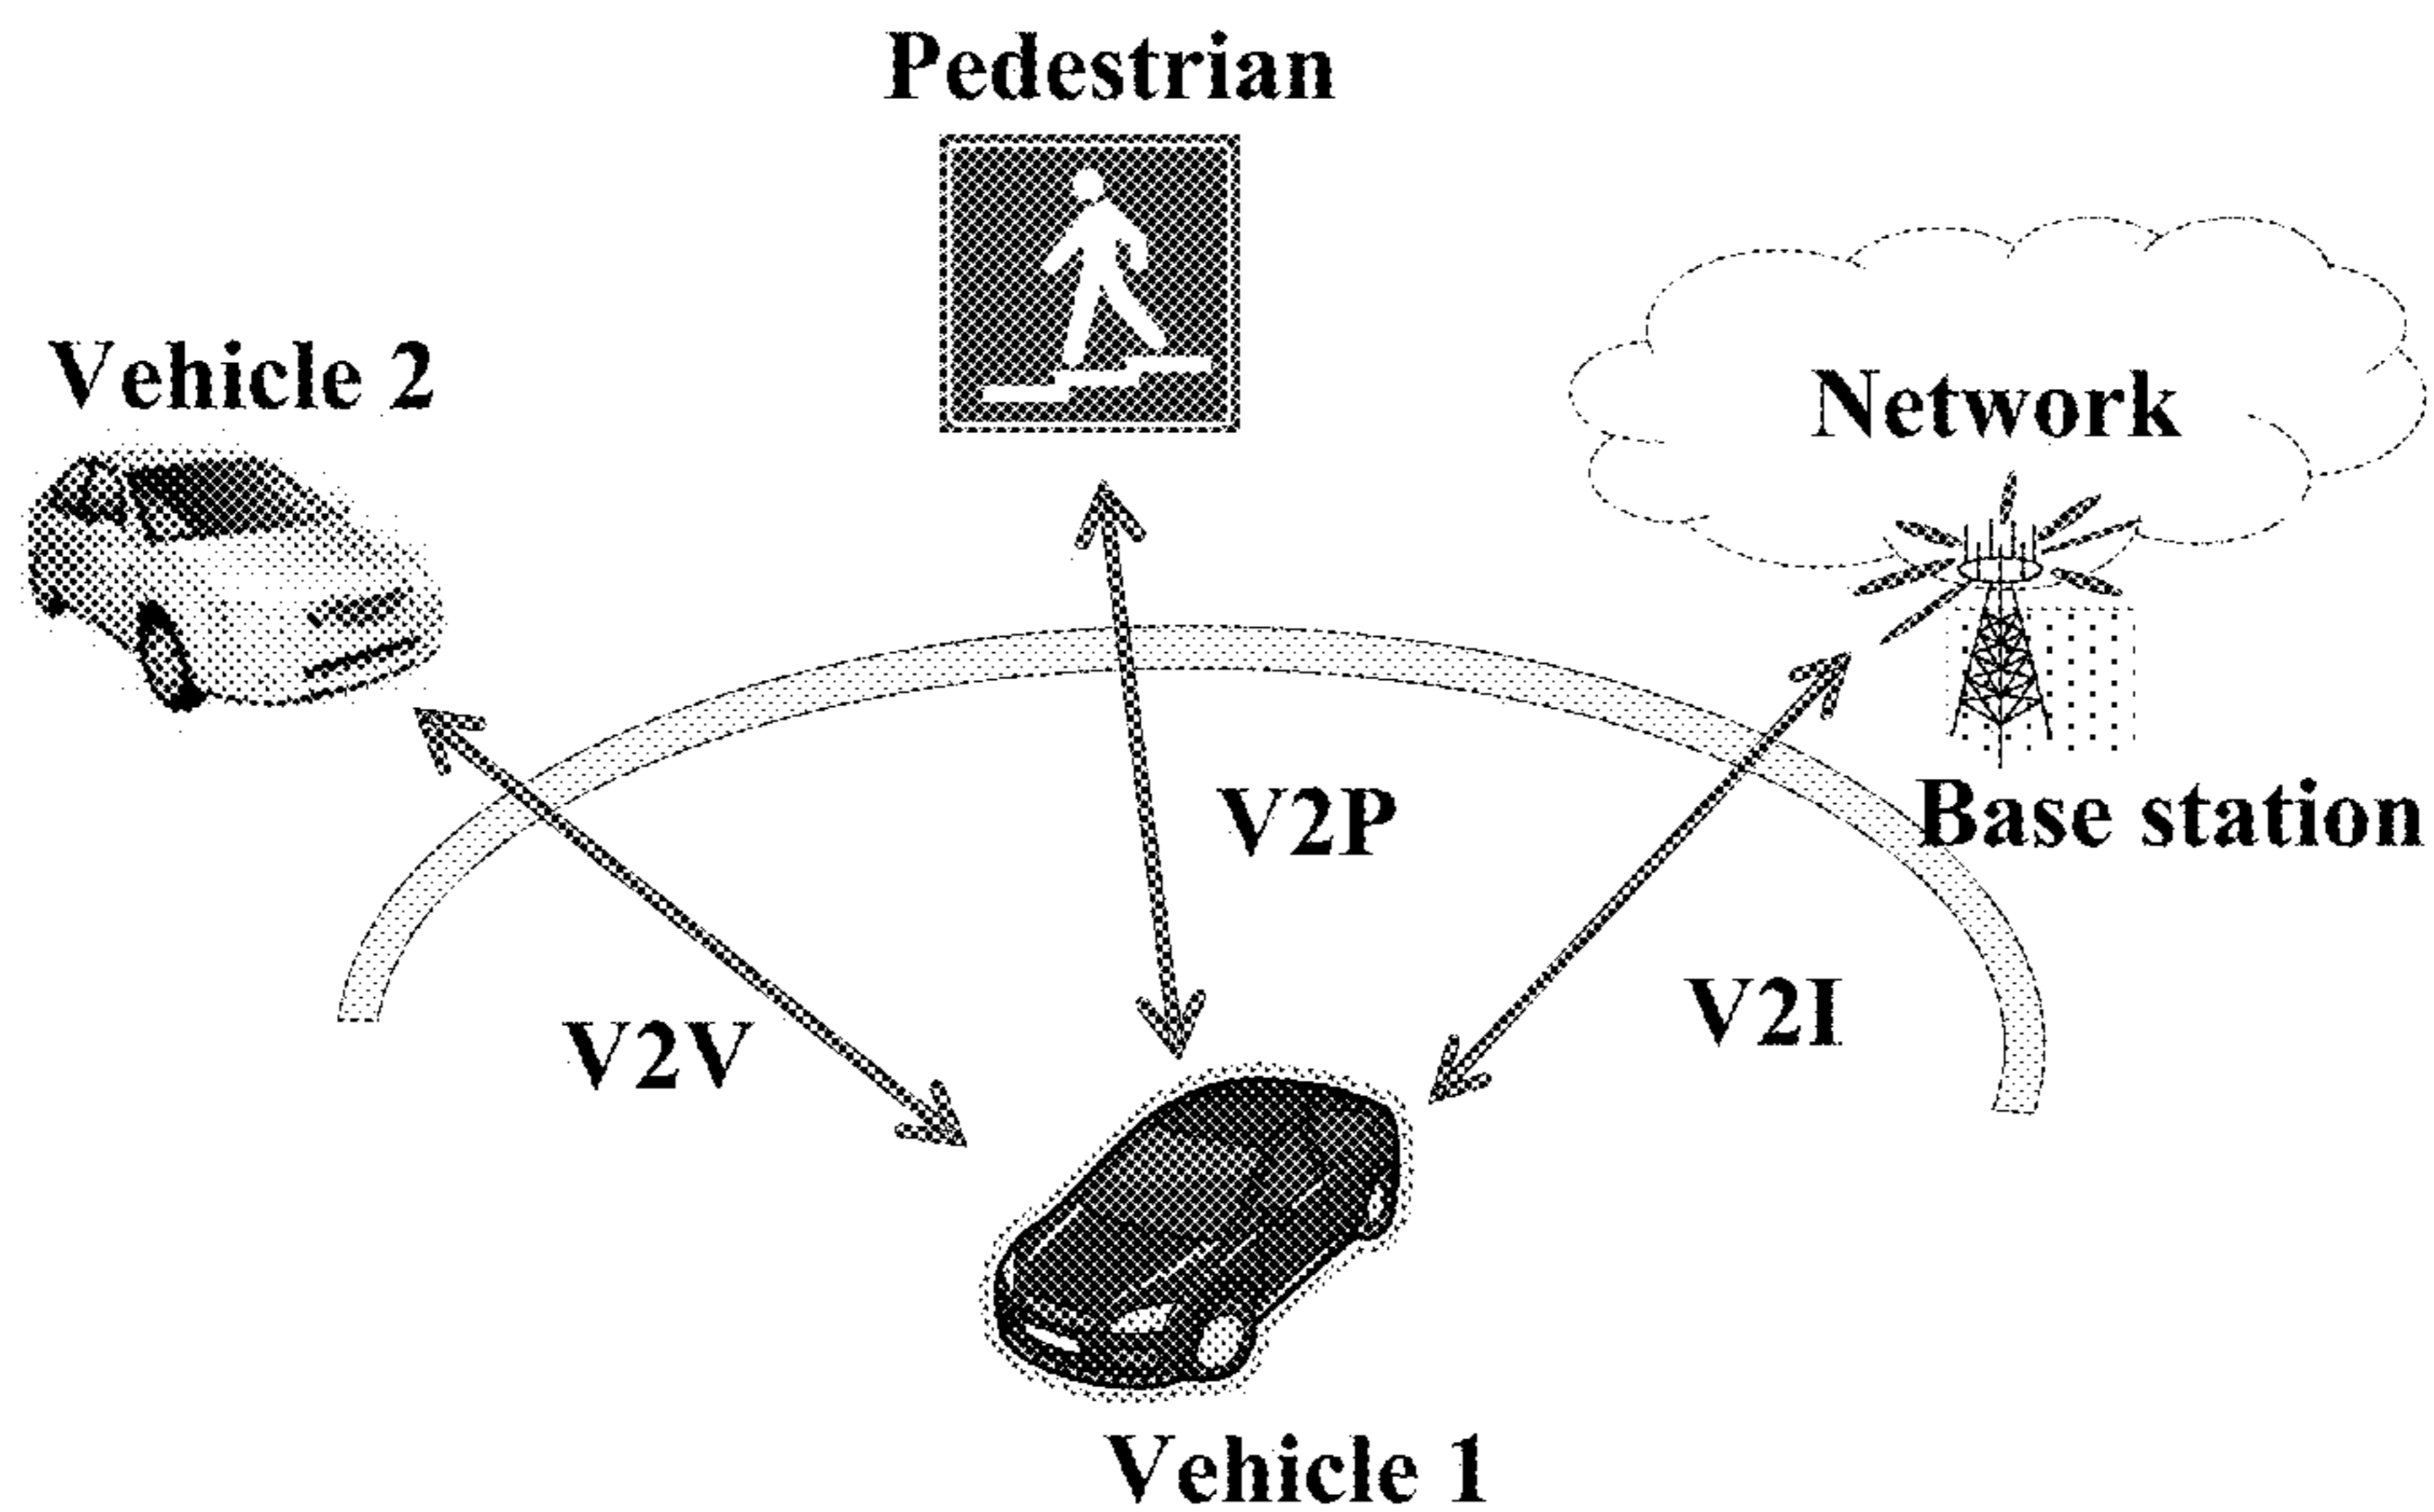 Pedestrian
Vehicle 2
Network
Base station
V2P
V2V
V2I
Vehicle 1